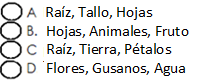 A Raíz, Tallo, Hojas
B. Hojas, Animales, Fruto
C Raíz, Tierra, Pétalos
D Flores, Gusanos, Agua